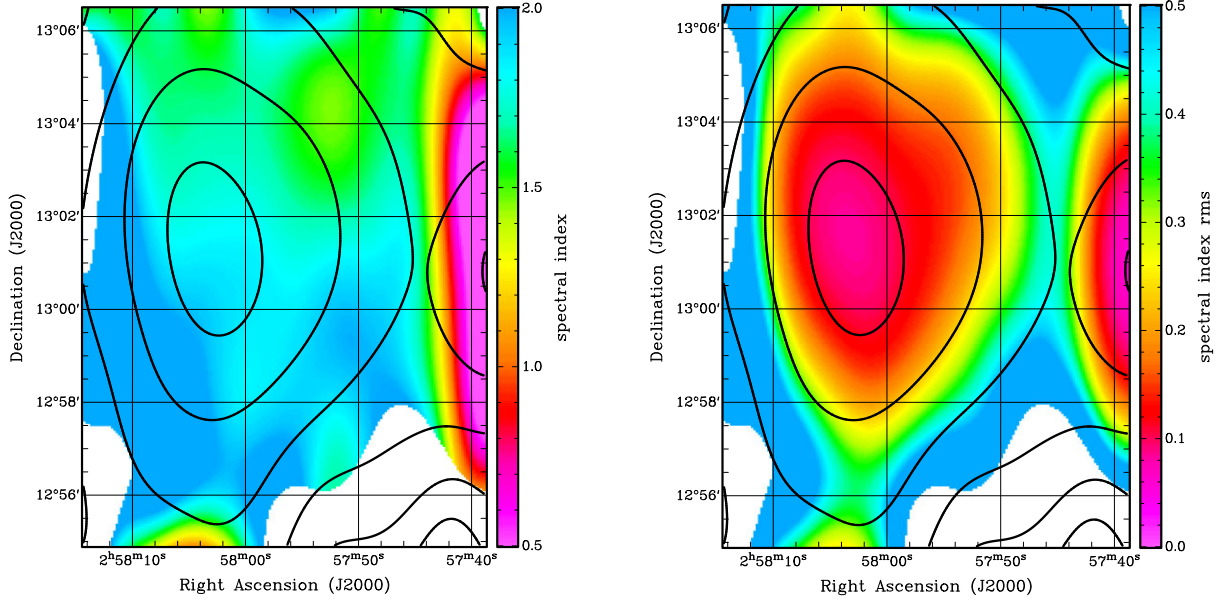 13°06′
13°04′
13°02′
13°00′
12°58′
12°56′
Declination (J2000)
2ʰ58ᵐ10ˢ
58ᵐ00ˢ
57ᵐ50ˢ
57ᵐ40ˢ
Right Ascension (J2000)
2.0
1.5
1.0
0.5
spectral index
13°06′
13°04′
13°02′
13°00′
12°58′
12°56′
Declination (J2000)
2ʰ58ᵐ10ˢ
58ᵐ00ˢ
57ᵐ50ˢ
57ᵐ40ˢ
Right Ascension (J2000)
0.5
0.4
0.3
0.2
0.1
0.0
spectral index rms